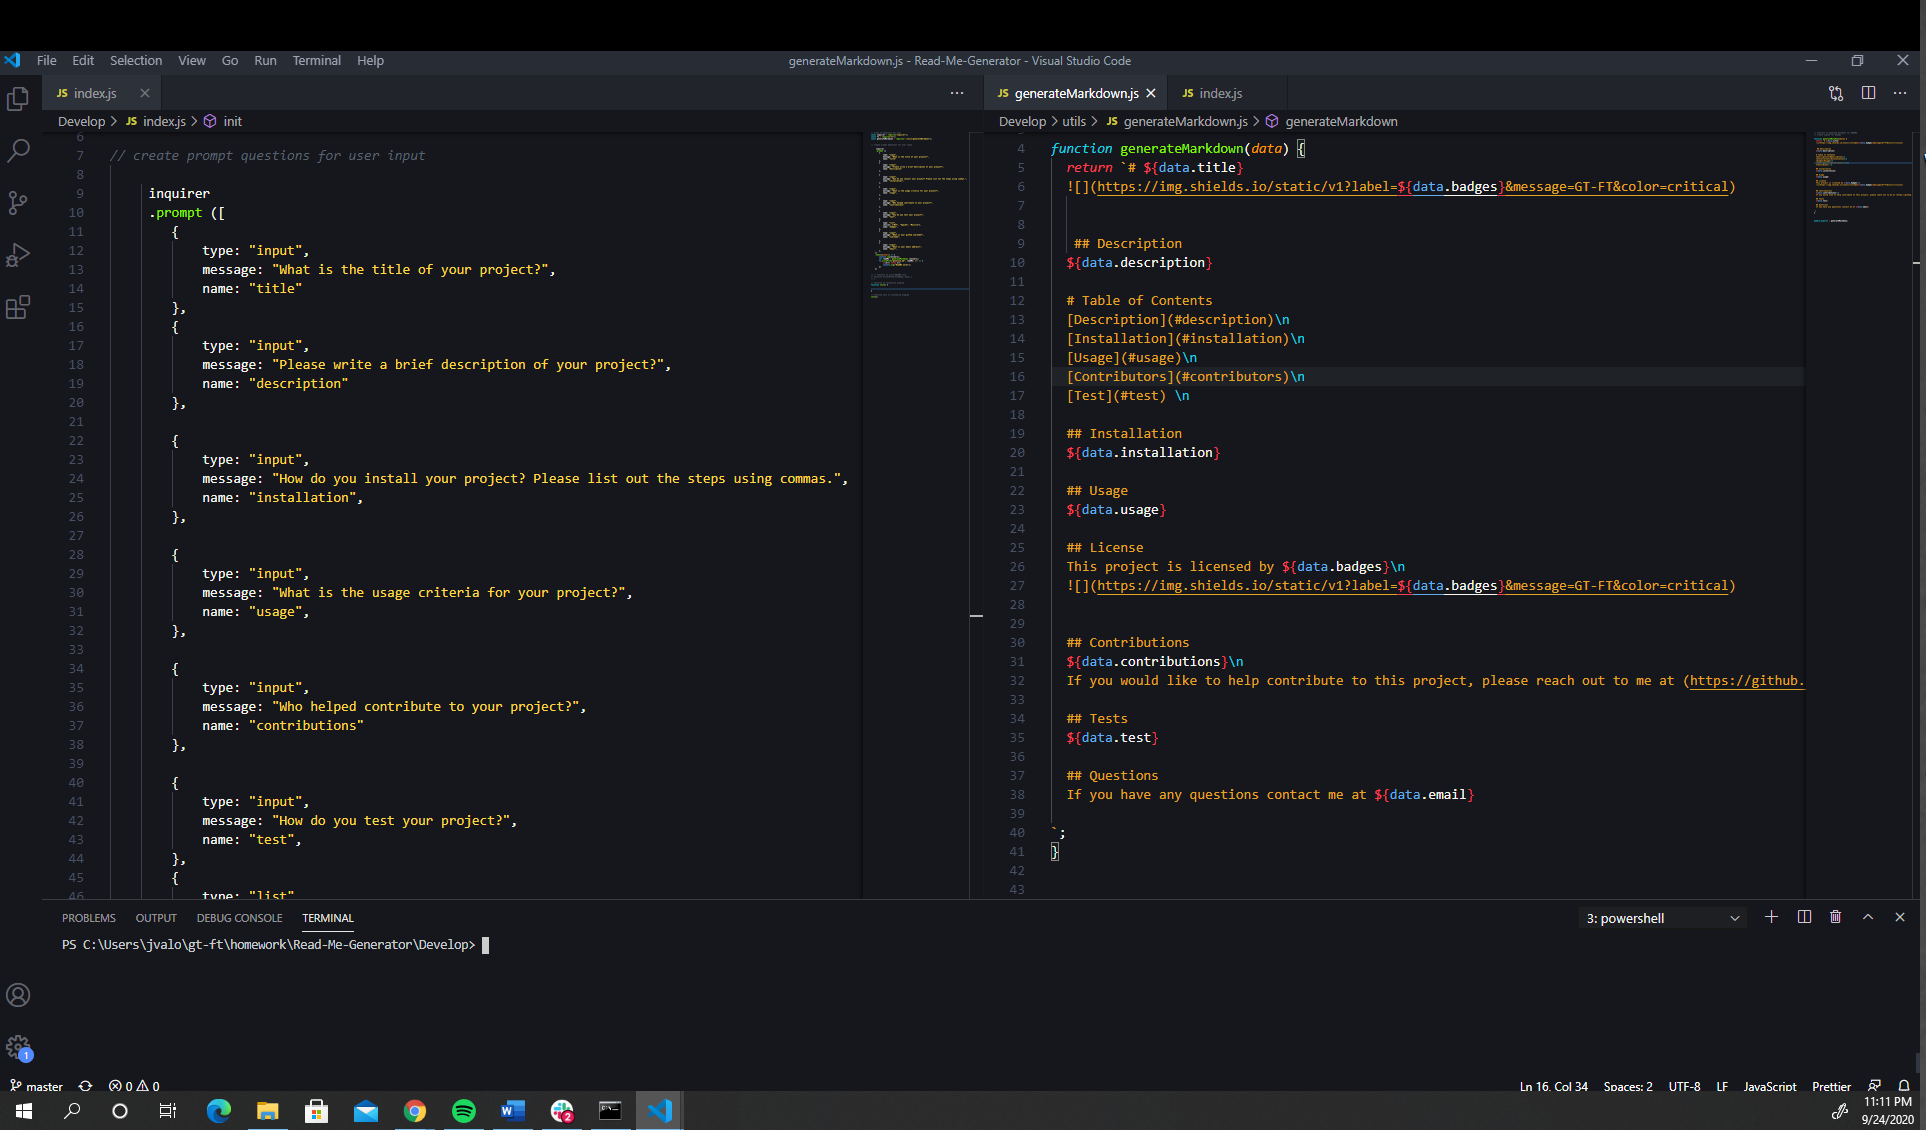 File Edit Selection View Go Run Terminal Help
generateMarkdown.js - Read-Me-Generator - Visual Studio Code
JS index.js
Develop > JS index.js > init
6
7 // create prompt questions for user input
8
9 inquirer
10 .prompt ([
11 {
12 type: "input",
13 message: "What is the title of your project?",
14 name: "title"
15 },
16 {
17 type: "input",
18 message: "Please write a brief description of your project?",
19 name: "description"
20 },
21
22 {
23 type: "input",
24 message: "How do you install your project? Please list out the steps using commas.",
25 name: "installation",
26 },
27
28 {
29 type: "input",
30 message: "What is the usage criteria for your project?",
31 name: "usage",
32 },
33
34 {
35 type: "input",
36 message: "Who helped contribute to your project?",
37 name: "contributions"
38 },
39
40 {
41 type: "input",
42 message: "How do you test your project?",
43 name: "test",
44 },
45 {
46 type: "list"
JS generateMarkdown.js JS index.js
Develop > utils > JS generateMarkdown.js > generateMarkdown
4 function generateMarkdown(data) {
5 return `# ${data.title}
6 ![](https://img.shields.io/static/v1?label=${data.badges}&message=GT-FT&color=critical)
7
8
9 ## Description
10 ${data.description}
11
12 # Table of Contents
13 [Description](#description)\n
14 [Installation](#installation)\n
15 [Usage](#usage)\n
16 [Contributors](#contributors)\n
17 [Test](#test) \n
18
19 ## Installation
20 ${data.installation}
21
22 ## Usage
23 ${data.usage}
24
25 ## License
26 This project is licensed by ${data.badges}\n
27 ![](https://img.shields.io/static/v1?label=${data.badges}&message=GT-FT&color=critical)
28
29
30 ## Contributions
31 ${data.contributions}\n
32 If you would like to help contribute to this project, please reach out to me at (https://github.
33
34 ## Tests
35 ${data.test}
36
37 ## Questions
38 If you have any questions contact me at ${data.email}
39
40 `;
41 }
42
43
PROBLEMS OUTPUT DEBUG CONSOLE TERMINAL
3: powershell
PS C:\Users\jvalo\gt-ft\homework\Read-Me-Generator\Develop>
1
master 0 0
Ln 16, Col 34 Spaces: 2 UTF-8 LF JavaScript Prettier
2
11:11 PM
9/24/2020